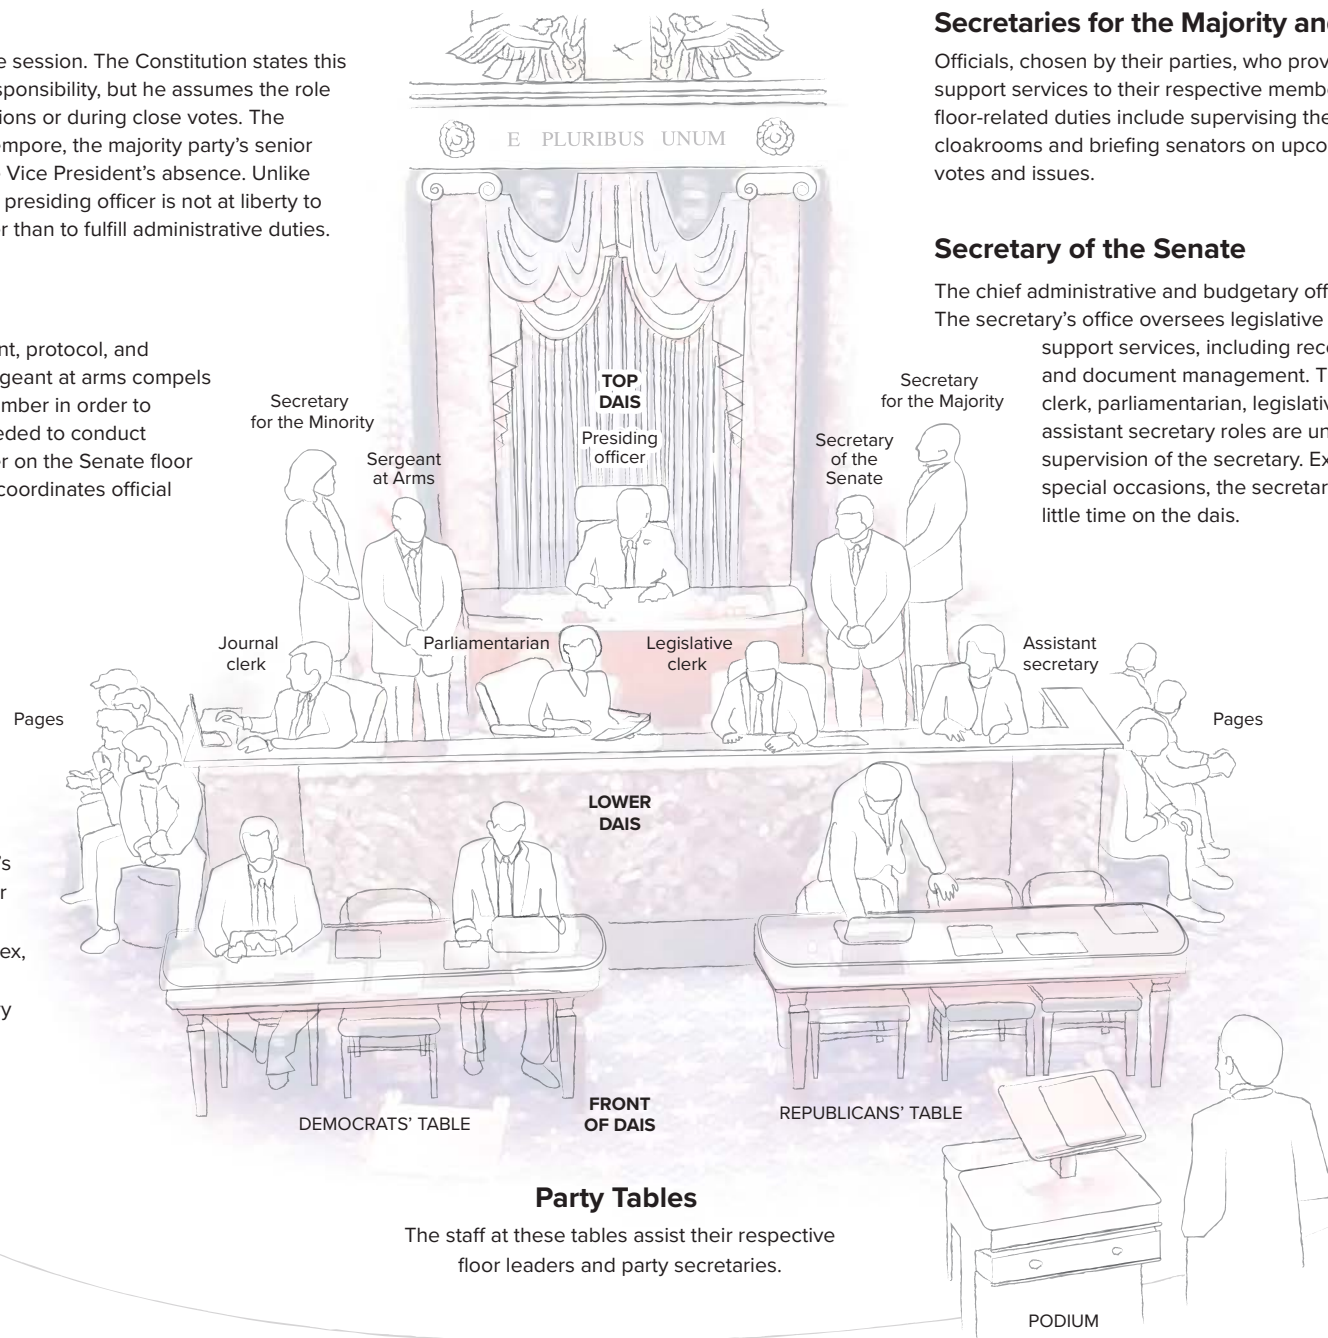 e session. The Constitution states this
sponsibility, but he assumes the role
ions or during close votes. The
empore, the majority party's senior
Vice President's absence. Unlike
presiding officer is not at liberty to
r than to fulfill administrative duties.
nt, protocol, and
geant at arms compels
mber in order to
eded to conduct
er on the Senate floor
coordinates official
's
r
ex,
ry
E PLURIBUS UNUM
Secretaries for the Majority and
Officials, chosen by their parties, who prov
support services to their respective membe
floor-related duties include supervising the
cloakrooms and briefing senators on upco
votes and issues.
Secretary of the Senate
The chief administrative and budgetary off
The secretary's office oversees legislative
support services, including reco
and document management. T
clerk, parliamentarian, legislativ
assistant secretary roles are un
supervision of the secretary. Ex
special occasions, the secretar
little time on the dais.
TOP
DAIS
Presiding
officer
Secretary
for the Minority
Sergeant
at Arms
Secretary
of the
Senate
Secretary
for the Majority
Journal
clerk
Parliamentarian
Legislative
clerk
Assistant
secretary
Pages
Pages
LOWER
DAIS
DEMOCRATS' TABLE
FRONT
OF DAIS
REPUBLICANS' TABLE
Party Tables
The staff at these tables assist their respective
floor leaders and party secretaries.
PODIUM